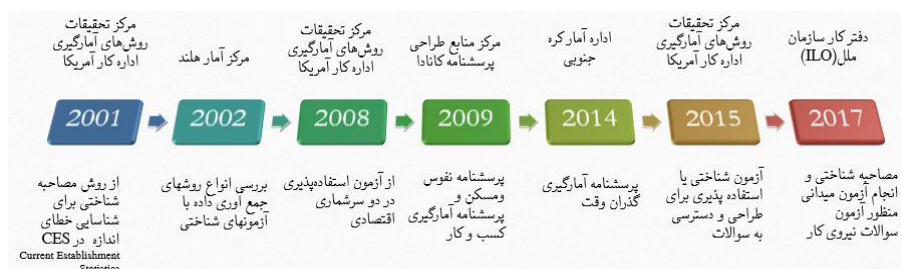 مرکز تحقیقات
روش‌های آمارگیری
اداره کار آمریکا
2001
از روش مصاحبه
شناختی برای
شناسایی خطای
اندازه در CES
Current Establishment
Statistics
مرکز آمار هلند
2002
بررسی انواع روشهای
جمع آوری داده با
آزمونهای شناختی
مرکز تحقیقات
روش‌های آمارگیری
اداره کار آمریکا
2008
از آزمون استفاده‌پذیری
در دو سرشماری
اقتصادی
مرکز منابع طراحی
پرسشنامه کانادا
2009
پرسشنامه نفوس
ومسکن و
پرسشنامه آمارگیری
کسب و کار
اداره آمار کره
جنوبی
2014
پرسشنامه آمارگیری
گذران وقت
مرکز تحقیقات
روش‌های آمارگیری
اداره کار آمریکا
2015
آزمون شناختی یا
استفاده پذیری برای
طراحی و دسترسی
به سوالات
دفتر کار سازمان
ملل(ILO)
2017
مصاحبه شناختی و
انجام آزمون میدانی
منظور آزمون
سوالات نیروی کار